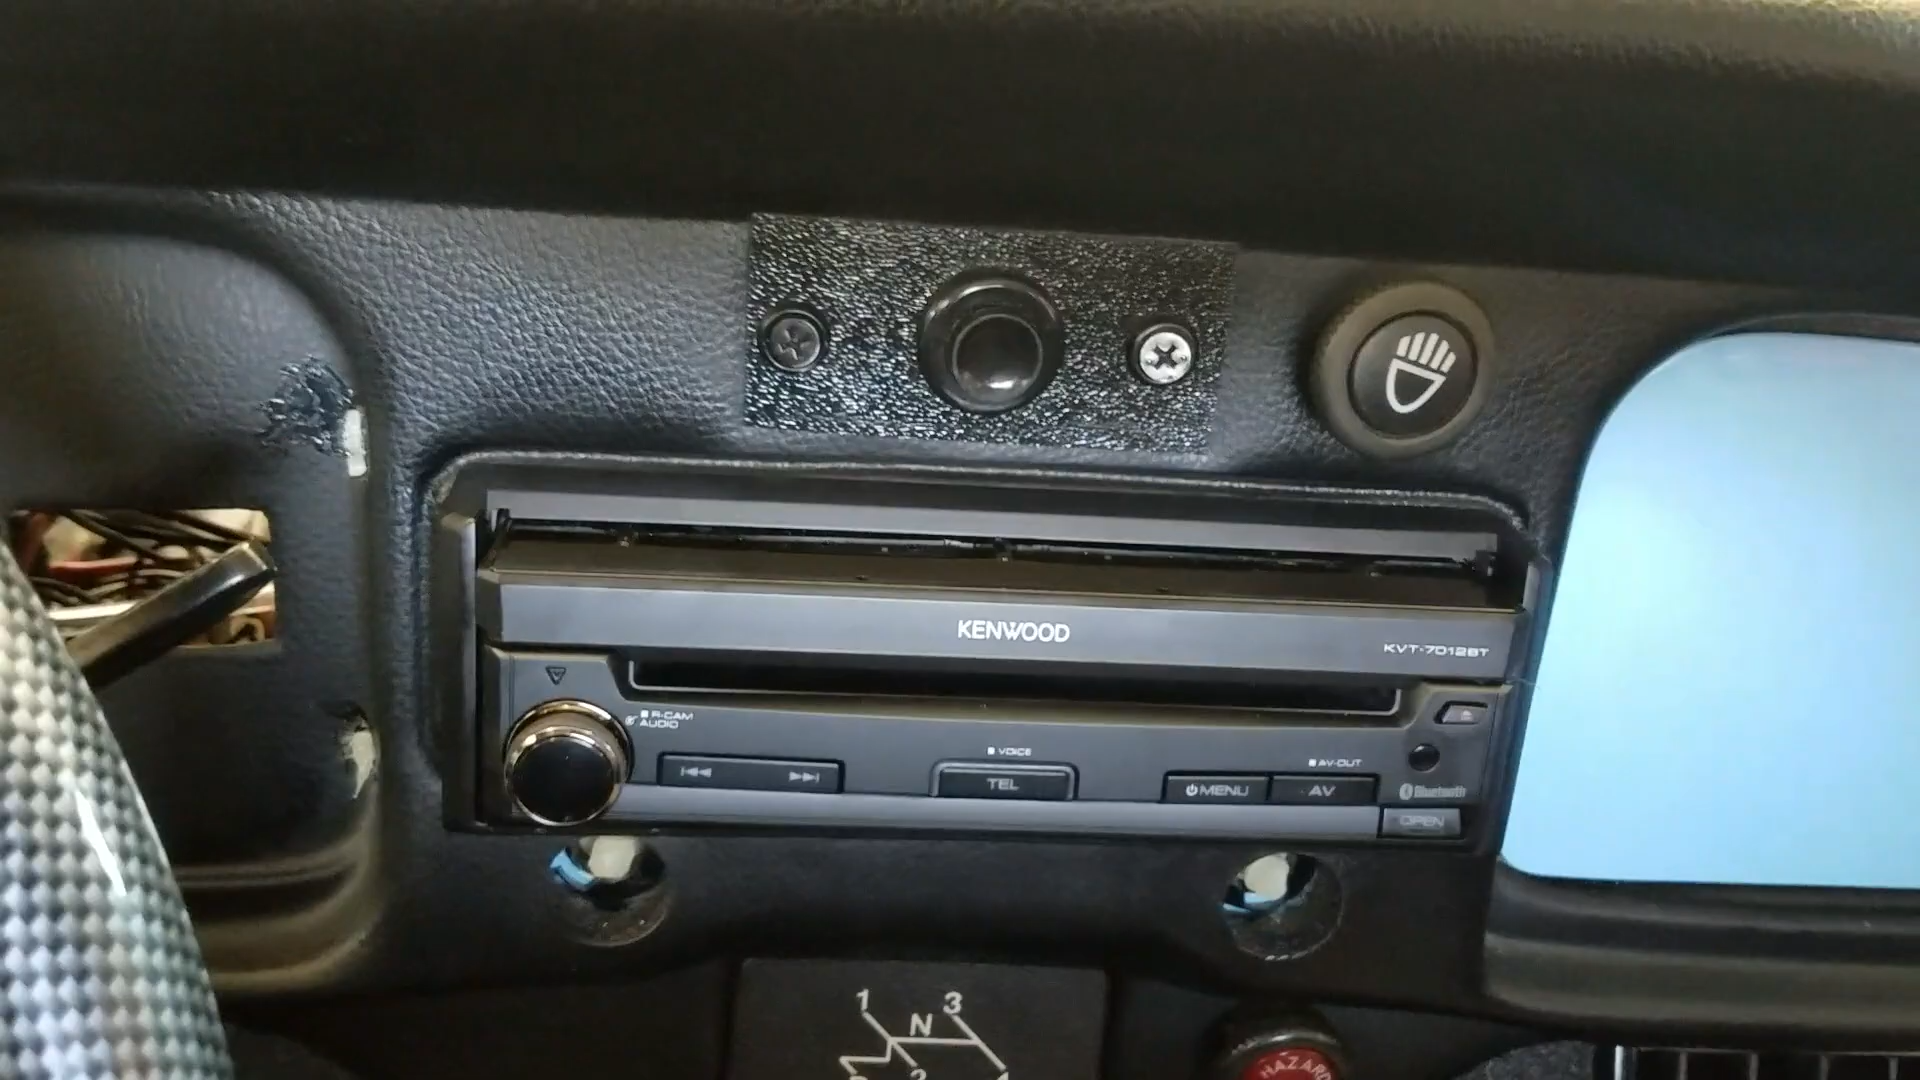 KENWOOD
KVT-7012BT
R-CAM
AUDIO
VOICE
TEL
AV-OUT
MENU
AV
Bluetooth
OPEN
1 3
N
2
HAZARD